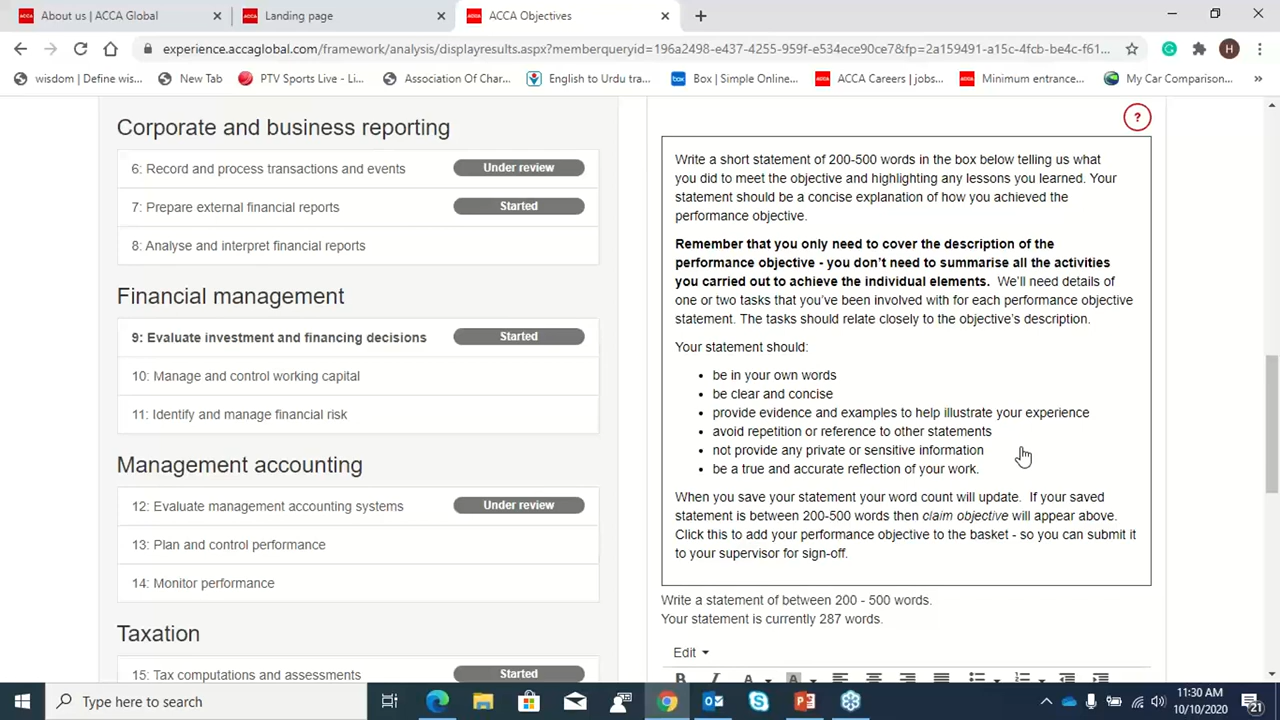 About us | ACCA Global
Landing page
ACCA Objectives
experience.accaglobal.com/framework/analysis/displayresults.aspx?memberqueryid=196a2498-e437-4255-959f-e534ece90ce7&fp=2a159491-a15c-4fcb-be4c-f61...
H
wisdom | Define wis...
New Tab
PTV Sports Live - Li...
Association Of Char...
English to Urdu tra...
box
Box | Simple Online...
ACCA
ACCA Careers | jobs...
ACCA
Minimum entrance...
My Car Comparison...
»
Corporate and business reporting
6: Record and process transactions and events
Under review
7: Prepare external financial reports
Started
8: Analyse and interpret financial reports
Financial management
9: Evaluate investment and financing decisions
Started
10: Manage and control working capital
11: Identify and manage financial risk
Management accounting
12: Evaluate management accounting systems
Under review
13: Plan and control performance
14: Monitor performance
Taxation
15: Tax computations and assessments
Started
?
Write a short statement of 200-500 words in the box below telling us what
you did to meet the objective and highlighting any lessons you learned. Your
statement should be a concise explanation of how you achieved the
performance objective.
Remember that you only need to cover the description of the
performance objective - you don't need to summarise all the activities
you carried out to achieve the individual elements. We'll need details of
one or two tasks that you've been involved with for each performance objective
statement. The tasks should relate closely to the objective's description.
Your statement should:
• be in your own words
• be clear and concise
• provide evidence and examples to help illustrate your experience
• avoid repetition or reference to other statements
• not provide any private or sensitive information
• be a true and accurate reflection of your work.
When you save your statement your word count will update. If your saved
statement is between 200-500 words then claim objective will appear above.
Click this to add your performance objective to the basket - so you can submit it
to your supervisor for sign-off.
Write a statement of between 200 - 500 words.
Your statement is currently 287 words.
Edit
B I A A
Type here to search
11:30 AM
10/10/2020
21